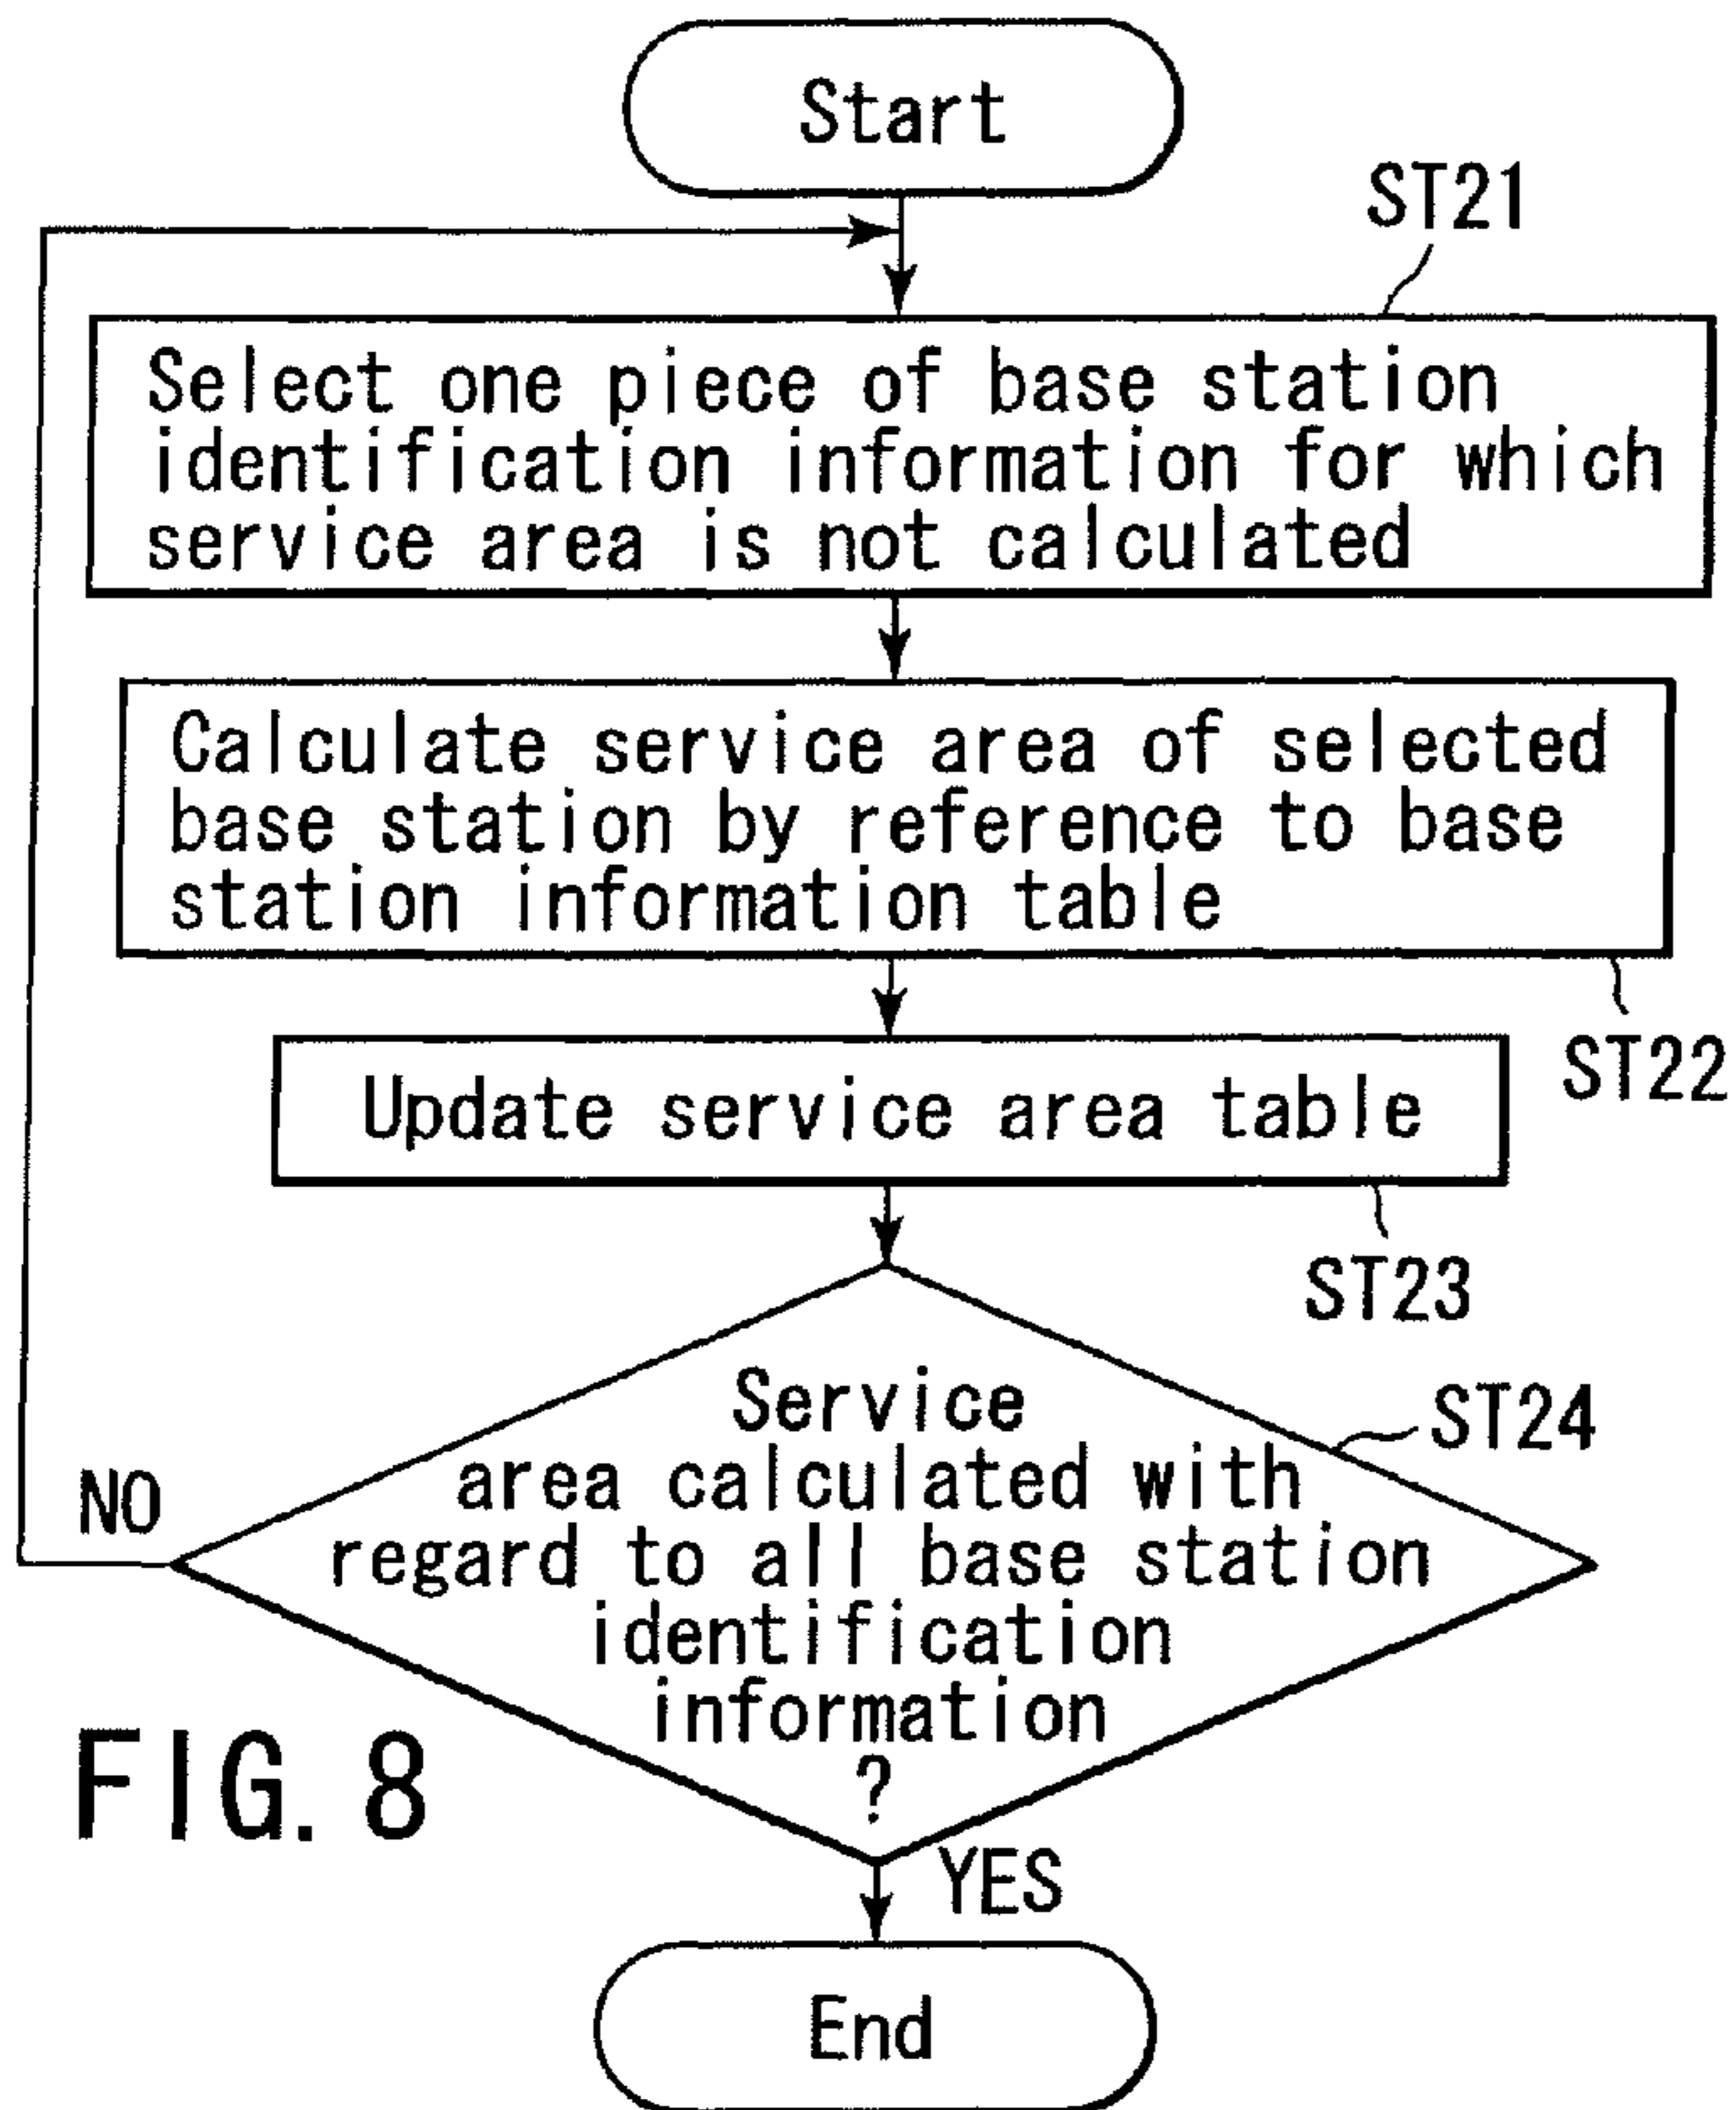 Start
ST21
Select one piece of base station
identification information for which
service area is not calculated
Calculate service area of selected
base station by reference to base
station information table
ST22
Update service area table
ST23
Service
area calculated with
regard to all base station
identification
information
?
ST24
NO
YES
FIG. 8
End